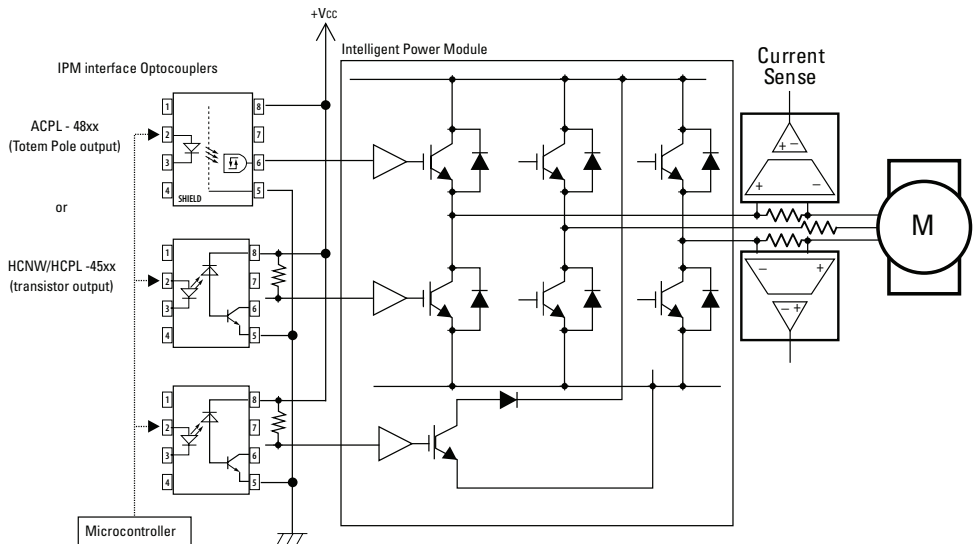 +VCC
Intelligent Power Module
IPM interface Optocouplers
Current
Sense
ACPL - 48xx
(Totem Pole output)
1
2
3
4
8
7
6
5
SHIELD
or
HCNW/HCPL -45xx
(transistor output)
1
2
3
4
8
7
6
5
1
2
3
4
8
7
6
5
+ −
+ −
M
− +
− +
Microcontroller